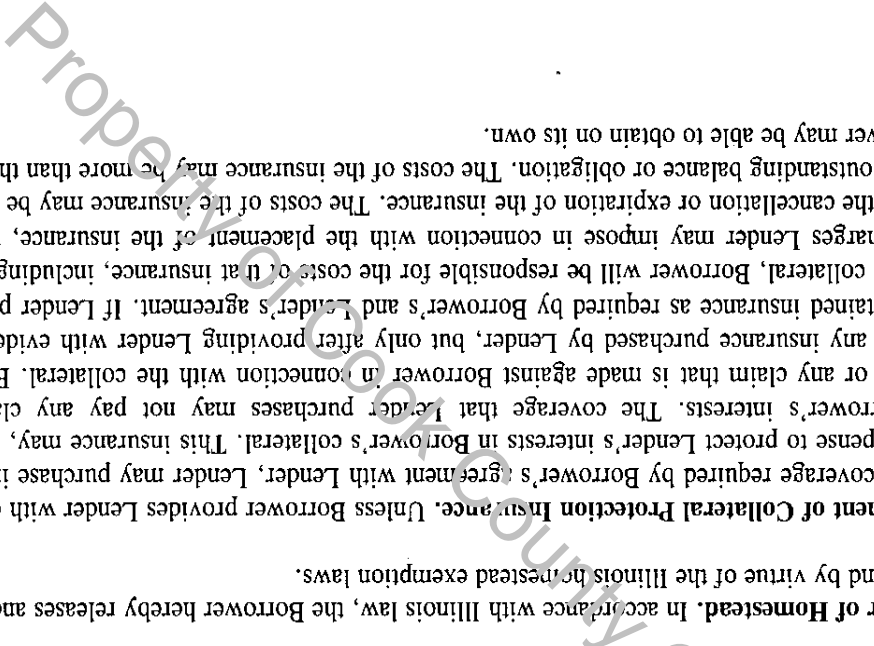 r of Homestead. In accordance with Illinois law, the Borrower hereby releases and
nd by virtue of the Illinois homestead exemption laws.
ment of Collateral Protection Insurance. Unless Borrower provides Lender with
coverage required by Borrower's agreement with Lender, Lender may purchase i
pense to protect Lender's interests in Borrower's collateral. This insurance may,
rrower's interests. The coverage that Lender purchases may not pay any cla
or any claim that is made against Borrower in connection with the collateral. B
any insurance purchased by Lender, but only after providing Lender with evide
tained insurance as required by Borrower's and Lender's agreement. If Lender p
collateral, Borrower will be responsible for the costs of that insurance, including
harges Lender may impose in connection with the placement of the insurance,
the cancellation or expiration of the insurance. The costs of the insurance may be
outstanding balance or obligation. The costs of the insurance may be more than th
wer may be able to obtain on its own.
Property of Cook County